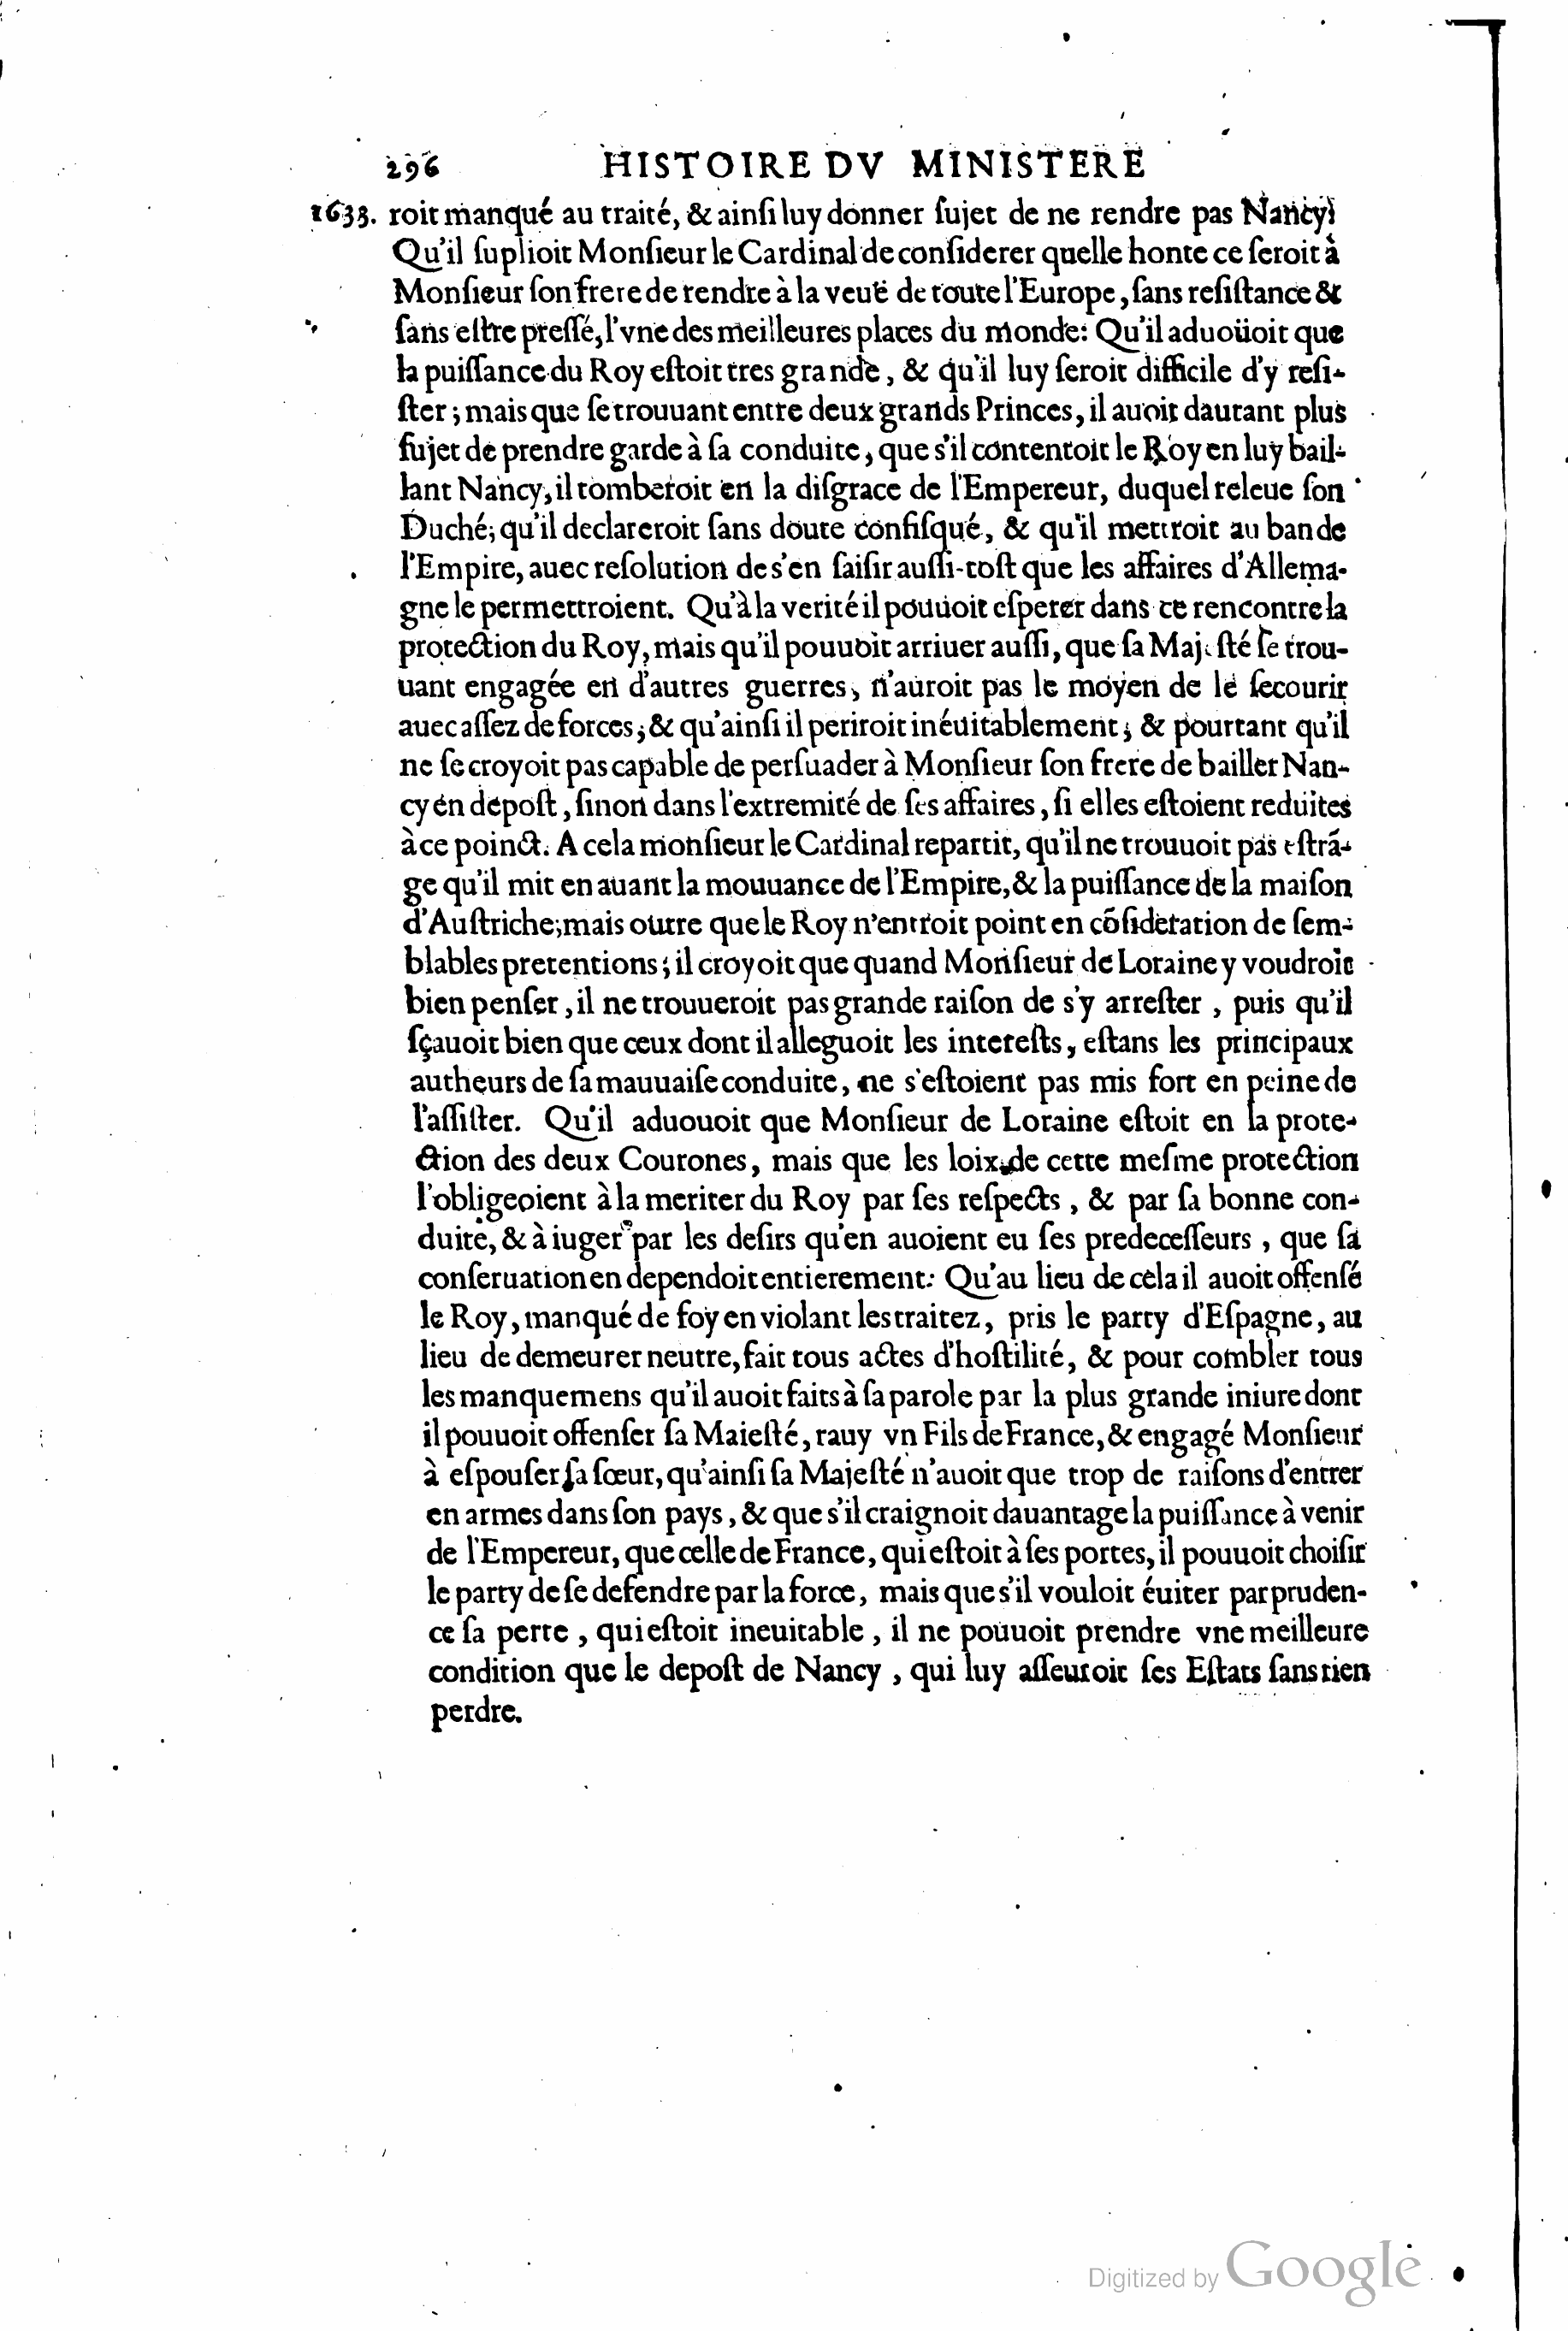 296 HISTOIRE DV MINISTERE
1633. roit manqué au traité, & ainſi luy donner ſujet de ne rendre pas Nancy;
Qu'il ſuplioit Monſieur le Cardinal de conſiderer quelle honte ce ſeroit à
Monſieur ſon frere de rendre à la veuë de toute l'Europe, ſans reſiſtance &
ſans eſtre preſſé, l'vne des meilleures places du monde: Qu'il aduoüoit que
la puiſſance du Roy eſtoit tres grande, & qu'il luy ſeroit difficile d'y reſi-
ſter; mais que ſe trouuant entre deux grands Princes, il auoit dautant plus
ſujet de prendre garde à ſa conduite, que s'il contentoit le Roy en luy bail-
lant Nancy, il tomberoit en la diſgrace de l'Empereur, duquel releue ſon
Duché; qu'il declareroit ſans doute confiſqué, & qu'il mettroit au ban de
l'Empire, auec reſolution de s'en ſaiſir auſſi-toſt que les affaires d'Allema-
gne le permettroient. Qu'à la verité il pouuoit eſperer dans ce rencontre la
protection du Roy, mais qu'il pouuoit arriuer auſſi, que ſa Majſté ſe trou-
uant engagée en d'autres guerres, n'auroit pas le moyen de le ſecourir
auec aſſez de forces; & qu'ainſi il periroit inéuitablement; & pourtant qu'il
ne ſe croyoit pas capable de perſuader à Monſieur ſon frere de bailler Nan-
cy en depoſt, ſinon dans l'extremité de ſes affaires, ſi elles eſtoient reduites
à ce poinct. A cela monſieur le Cardinal repartit, qu'il ne trouuoit pas eſtrã-
ge qu'il mit en auant la mouuance de l'Empire, & la puiſſance de la maiſon
d'Auſtriche; mais outre que le Roy n'entroit point en cõſideration de ſem-
blables pretentions; il croyoit que quand Monſieur de Loraine y voudroit
bien penſer, il ne trouueroit pas grande raiſon de s'y arreſter, puis qu'il
ſçauoit bien que ceux dont il alleguoit les intereſts, eſtans les principaux
autheurs de ſa mauuaiſe conduite, ne s'eſtoient pas mis fort en peine de
l'aſſiſter. Qu'il aduouoit que Monſieur de Loraine eſtoit en la prote-
ction des deux Courones, mais que les loix de cette meſme protection
l'obligeoient à la meriter du Roy par ſes reſpects, & par ſa bonne con-
duite, & à iuger par les deſirs qu'en auoient eu ſes predeceſſeurs, que ſa
conſeruation en dependoit entierement: Qu'au lieu de cela il auoit offenſé
le Roy, manqué de foy en violant les traitez, pris le party d'Eſpagne, au
lieu de demeurer neutre, fait tous actes d'hoſtilité, & pour combler tous
les manquemens qu'il auoit faits à ſa parole par la plus grande iniure dont
il pouuoit offenſer ſa Maieſté, rauy vn Fils de France, & engagé Monſieur
à eſpouſer ſa ſœur, qu'ainſi ſa Majeſté n'auoit que trop de raiſons d'entrer
en armes dans ſon pays, & que s'il craignoit dauantage la puiſſance à venir
de l'Empereur, que celle de France, qui eſtoit à ſes portes, il pouuoit choiſir
le party de ſe defendre par la force, mais que s'il vouloit éuiter par pruden-
ce ſa perte, qui eſtoit ineuitable, il ne pouuoit prendre vne meilleure
condition que le depoſt de Nancy, qui luy aſſeuroit ſes Eſtats ſans rien
perdre.
Digitized by Google